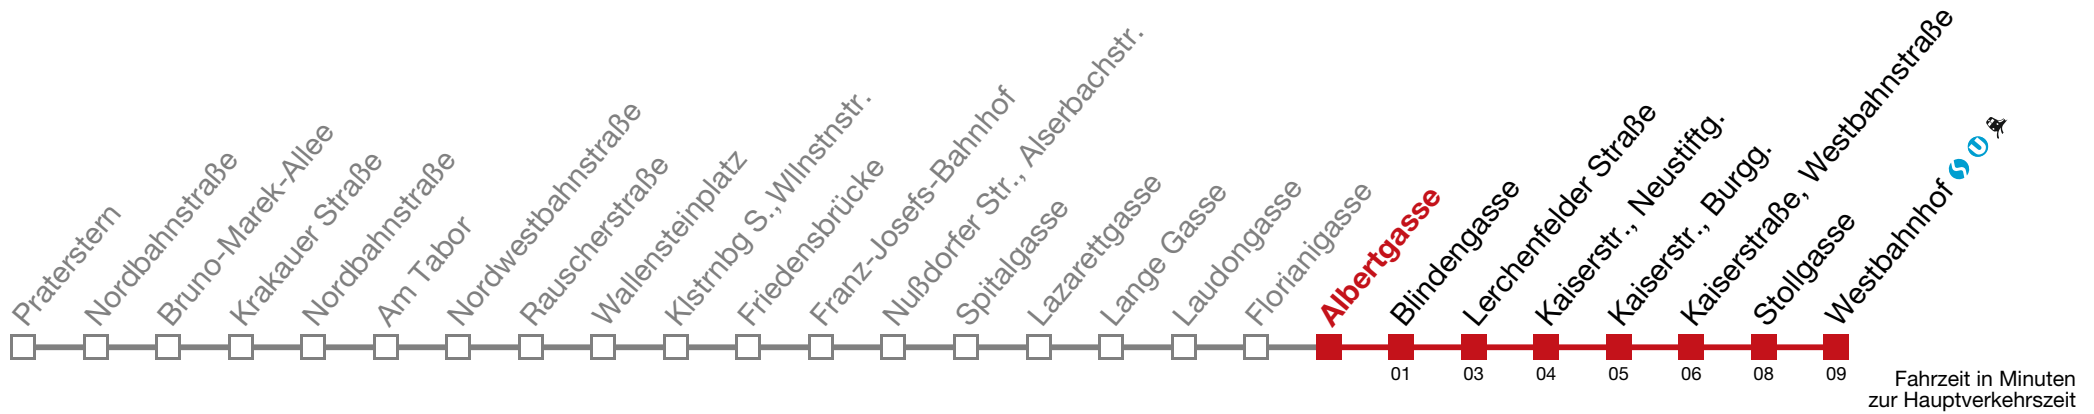 Praterstern
Nordbahnstraße
Bruno-Marek-Allee
Krakauer Straße
Nordbahnstraße
Am Tabor
Nordwestbahnstraße
Rauscherstraße
Wallensteinplatz
Klstrnbg S., Wllnstnstr.
Friedensbrücke
Franz-Josefs-Bahnhof
Nußdorfer Str., Alserbachstr.
Spitalgasse
Lazarettgasse
Lange Gasse
Laudongasse
Florianigasse
Albertgasse
Blindengasse
Lerchenfelder Straße
Kaiserstr., Neustiftg.
Kaiserstr., Burgg.
Kaiserstraße, Westbahnstraße
Stollgasse
Westbahnhof S U
01 03 04 05 06 08 09
Fahrzeit in Minuten
zur Hauptverkehrszeit